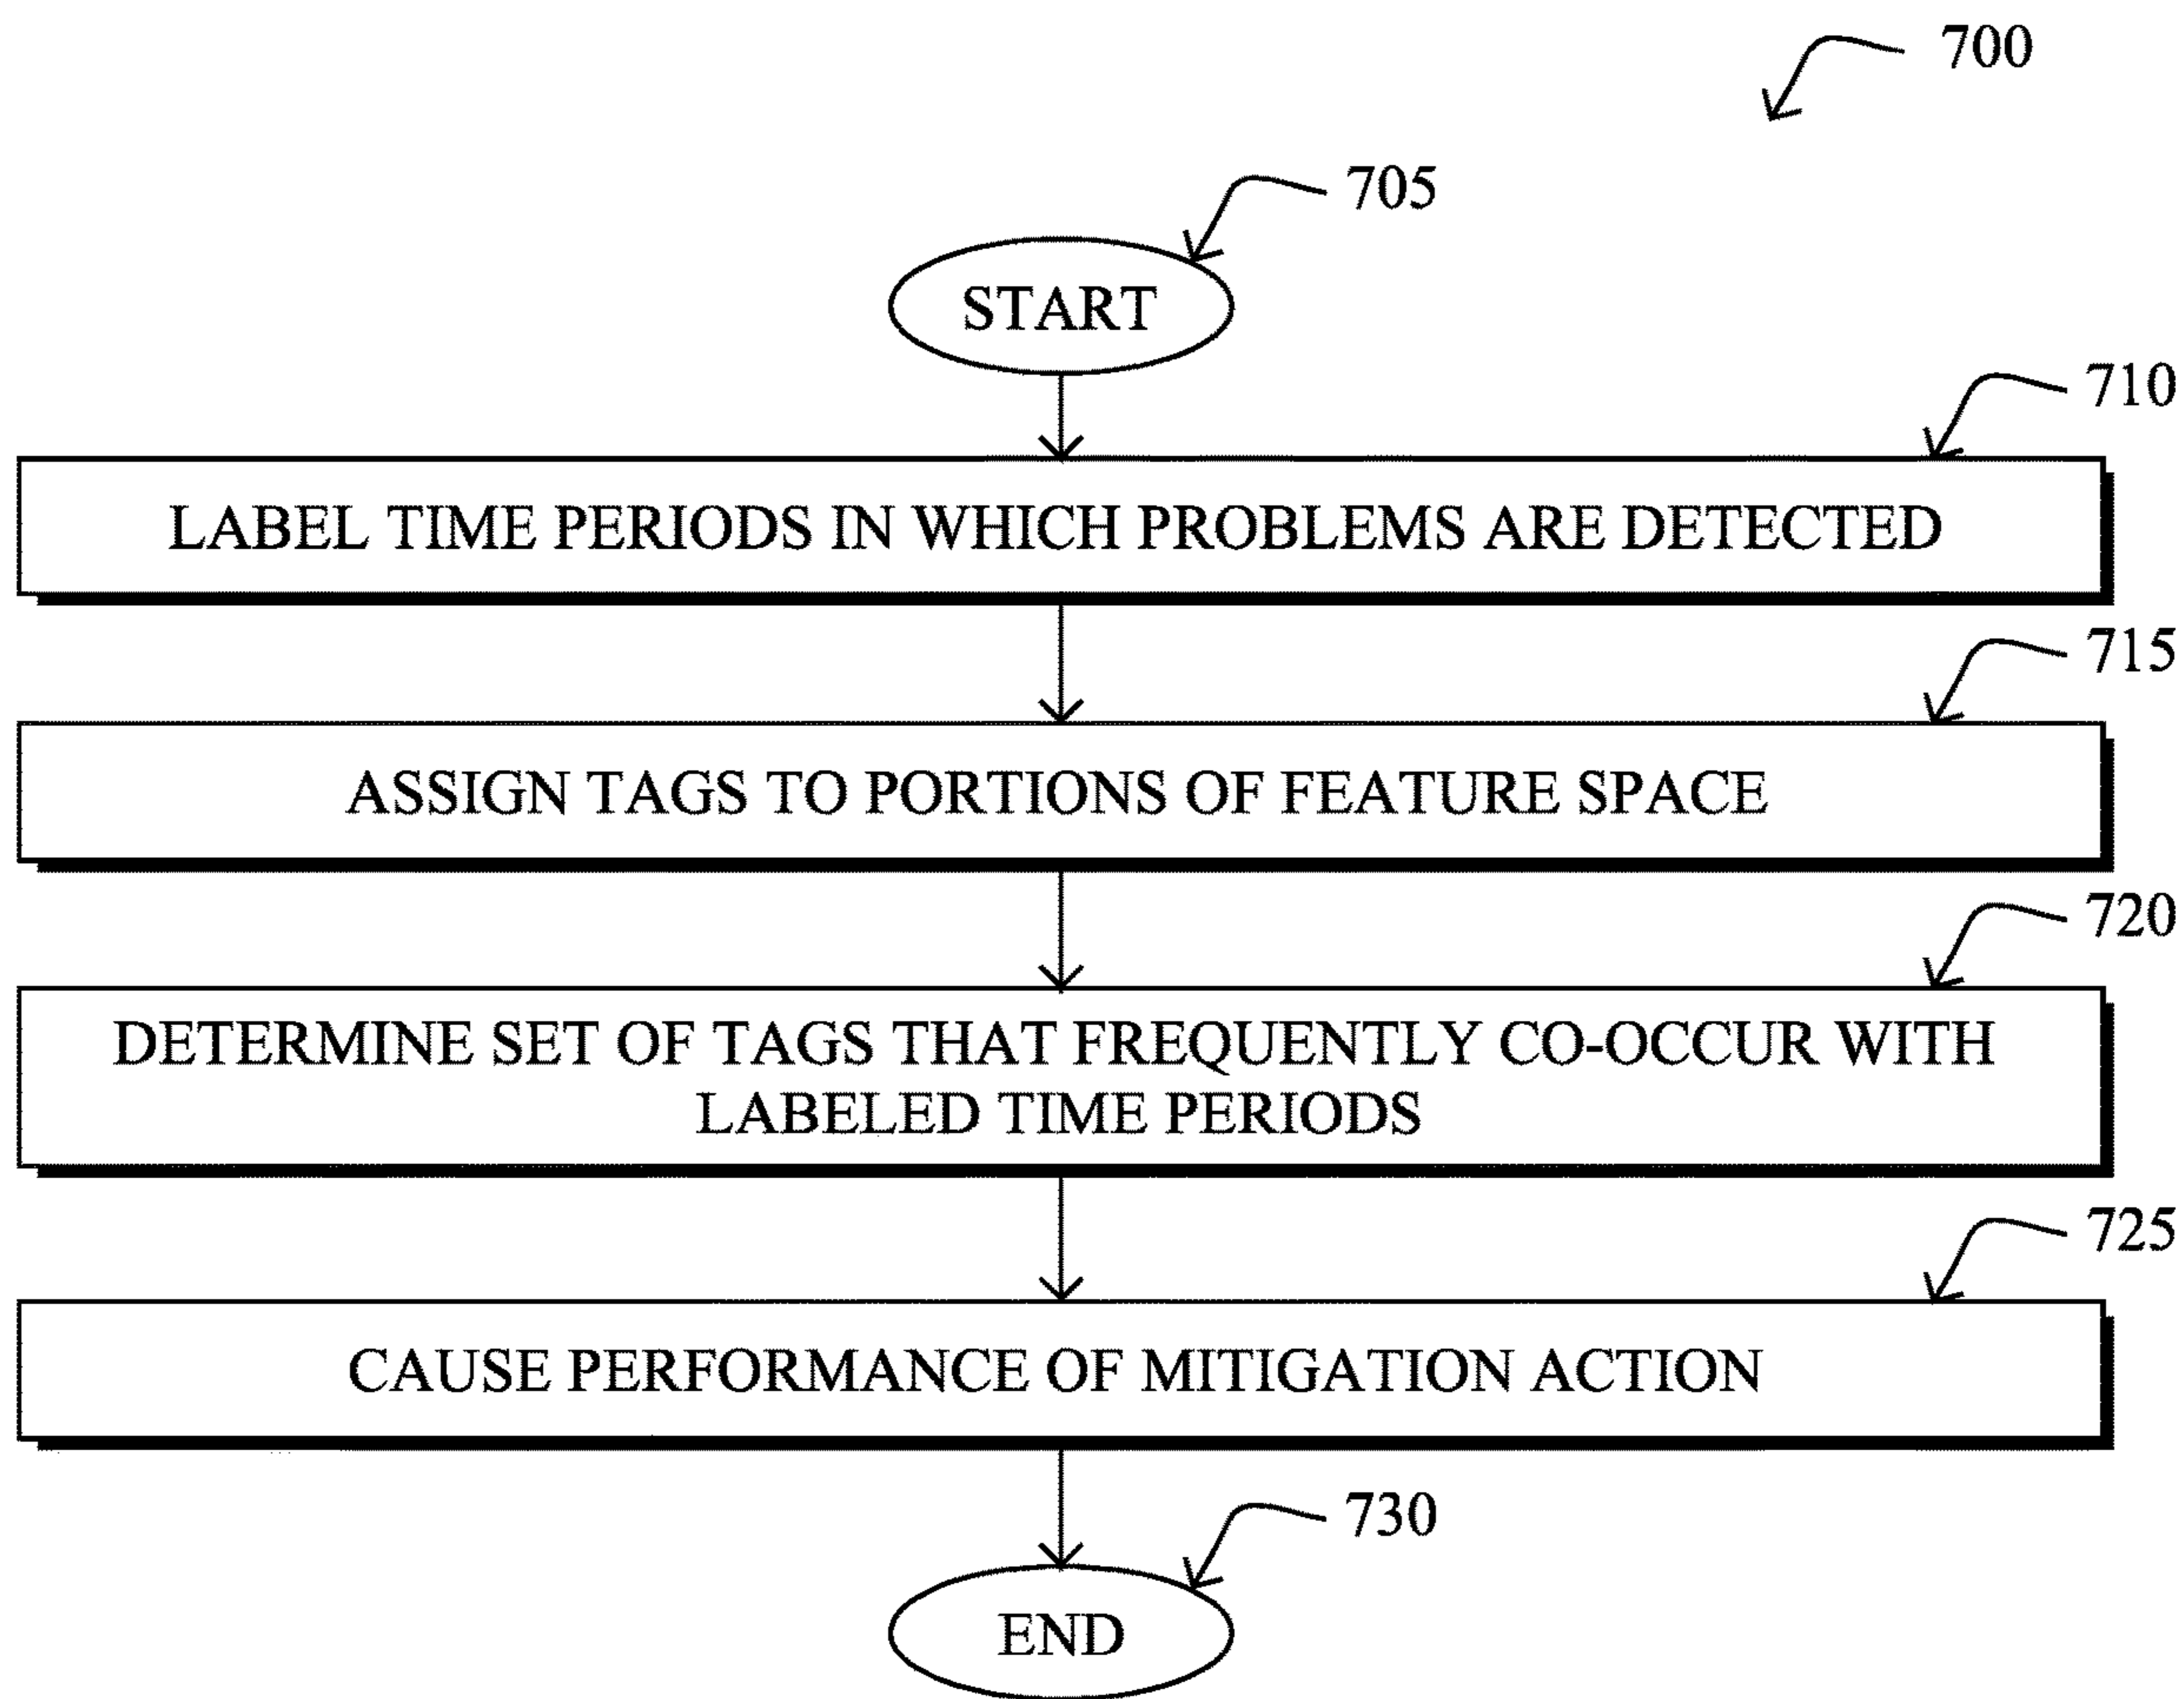 700
705
START
710
LABEL TIME PERIODS IN WHICH PROBLEMS ARE DETECTED
715
ASSIGN TAGS TO PORTIONS OF FEATURE SPACE
720
DETERMINE SET OF TAGS THAT FREQUENTLY CO-OCCUR WITH
LABELED TIME PERIODS
725
CAUSE PERFORMANCE OF MITIGATION ACTION
730
END